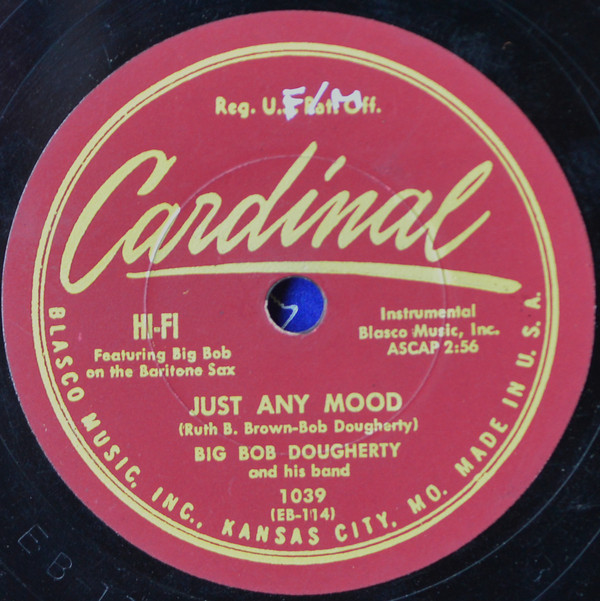 Reg. U.S. Pat. Off.
F/M
Cardinal
HI-FI
Featuring Big Bob
on the Baritone Sax
Instrumental
Blasco Music, Inc.
ASCAP 2:56
JUST ANY MOOD
(Ruth B. Brown-Bob Dougherty)
BIG BOB DOUGHERTY
and his band
1039
(EB-114)
BLASCO MUSIC, INC., KANSAS CITY, MO. MADE IN U.S.A.
EB-1